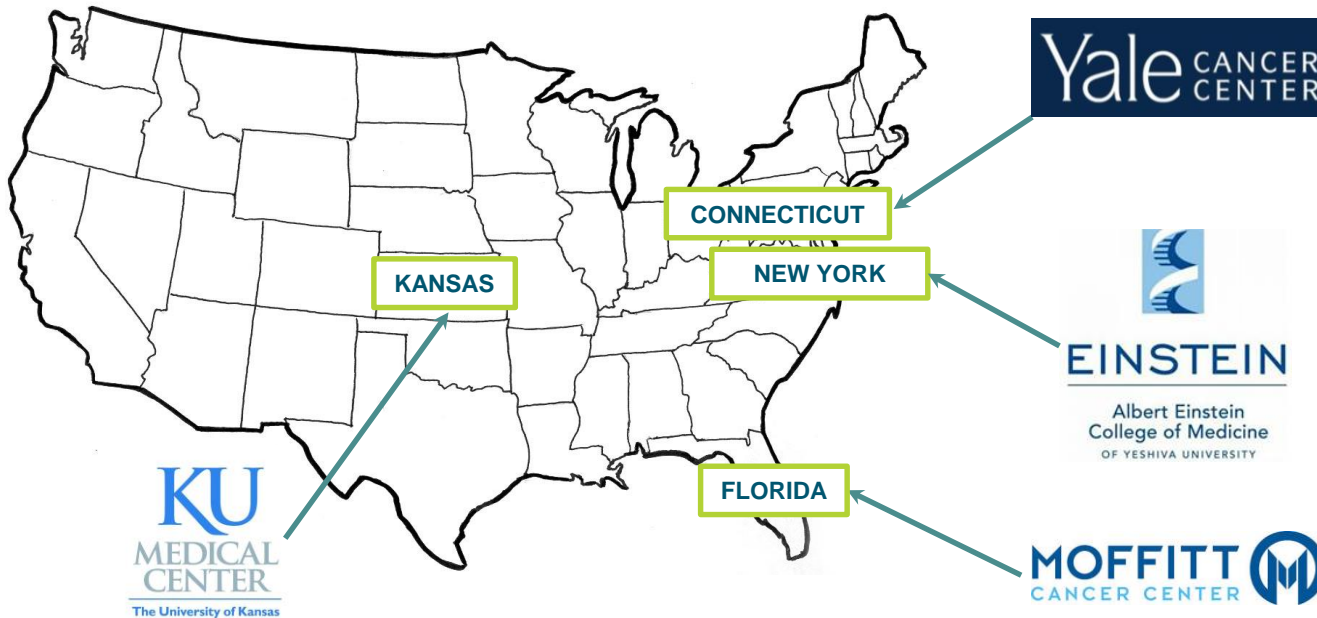 Yale CANCER
CENTER
CONNECTICUT
NEW YORK
KANSAS
EINSTEIN
Albert Einstein
College of Medicine
OF YESHIVA UNIVERSITY
FLORIDA
KU
MEDICAL
CENTER
The University of Kansas
MOFFITT
CANCER CENTER